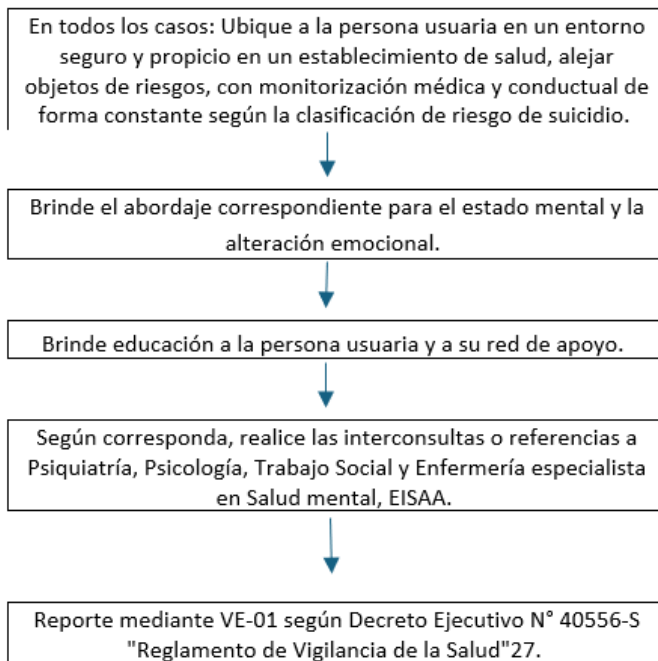 En todos los casos: Ubique a la persona usuaria en un entorno
seguro y propicio en un establecimiento de salud, alejar
objetos de riesgos, con monitorización médica y conductual de
forma constante según la clasificación de riesgo de suicidio.
Brinde el abordaje correspondiente para el estado mental y la
alteración emocional.
Brinde educación a la persona usuaria y a su red de apoyo.
Según corresponda, realice las interconsultas o referencias a
Psiquiatría, Psicología, Trabajo Social y Enfermería especialista
en Salud mental, EISAA.
Reporte mediante VE-01 según Decreto Ejecutivo N° 40556-S
"Reglamento de Vigilancia de la Salud"27.